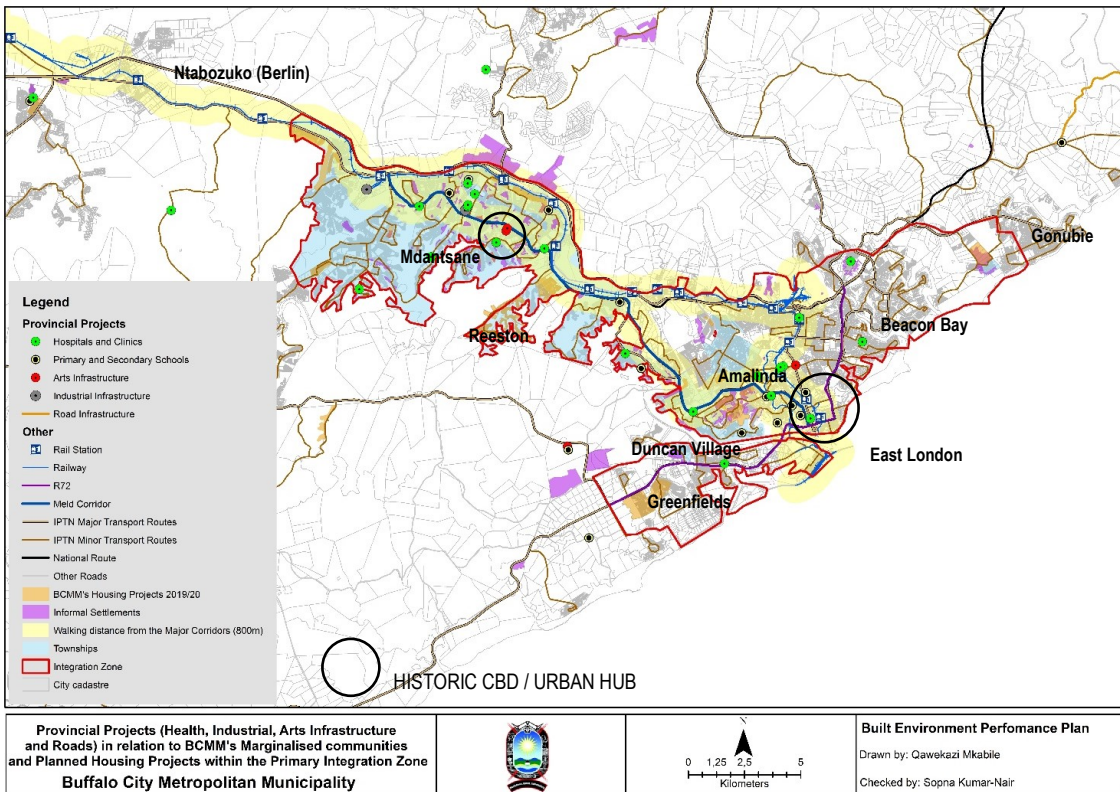 Ntabozuko (Berlin)
Mdantsane
Gonubie
Reeston
Beacon Bay
Amalinda
Duncan Village
East London
Greenfields
Legend
Provincial Projects
Hospitals and Clinics
Primary and Secondary Schools
Arts Infrastructure
Industrial Infrastructure
Road Infrastructure
Other
Rail Station
Railway
R72
Meld Corridor
IPTN Major Transport Routes
IPTN Minor Transport Routes
National Route
Other Roads
BCMM's Housing Projects 2019/20
Informal Settlements
Walking distance from the Major Corridors (800m)
Townships
Integration Zone
City cadastre
HISTORIC CBD / URBAN HUB
Provincial Projects (Health, Industrial, Arts Infrastructure
and Roads) in relation to BCMM's Marginalised communities
and Planned Housing Projects within the Primary Integration Zone
Buffalo City Metropolitan Municipality
N
0 1,25 2,5 5
Kilometers
Built Environment Perfomance Plan
Drawn by: Qawekazi Mkabile
Checked by: Sopna Kumar-Nair